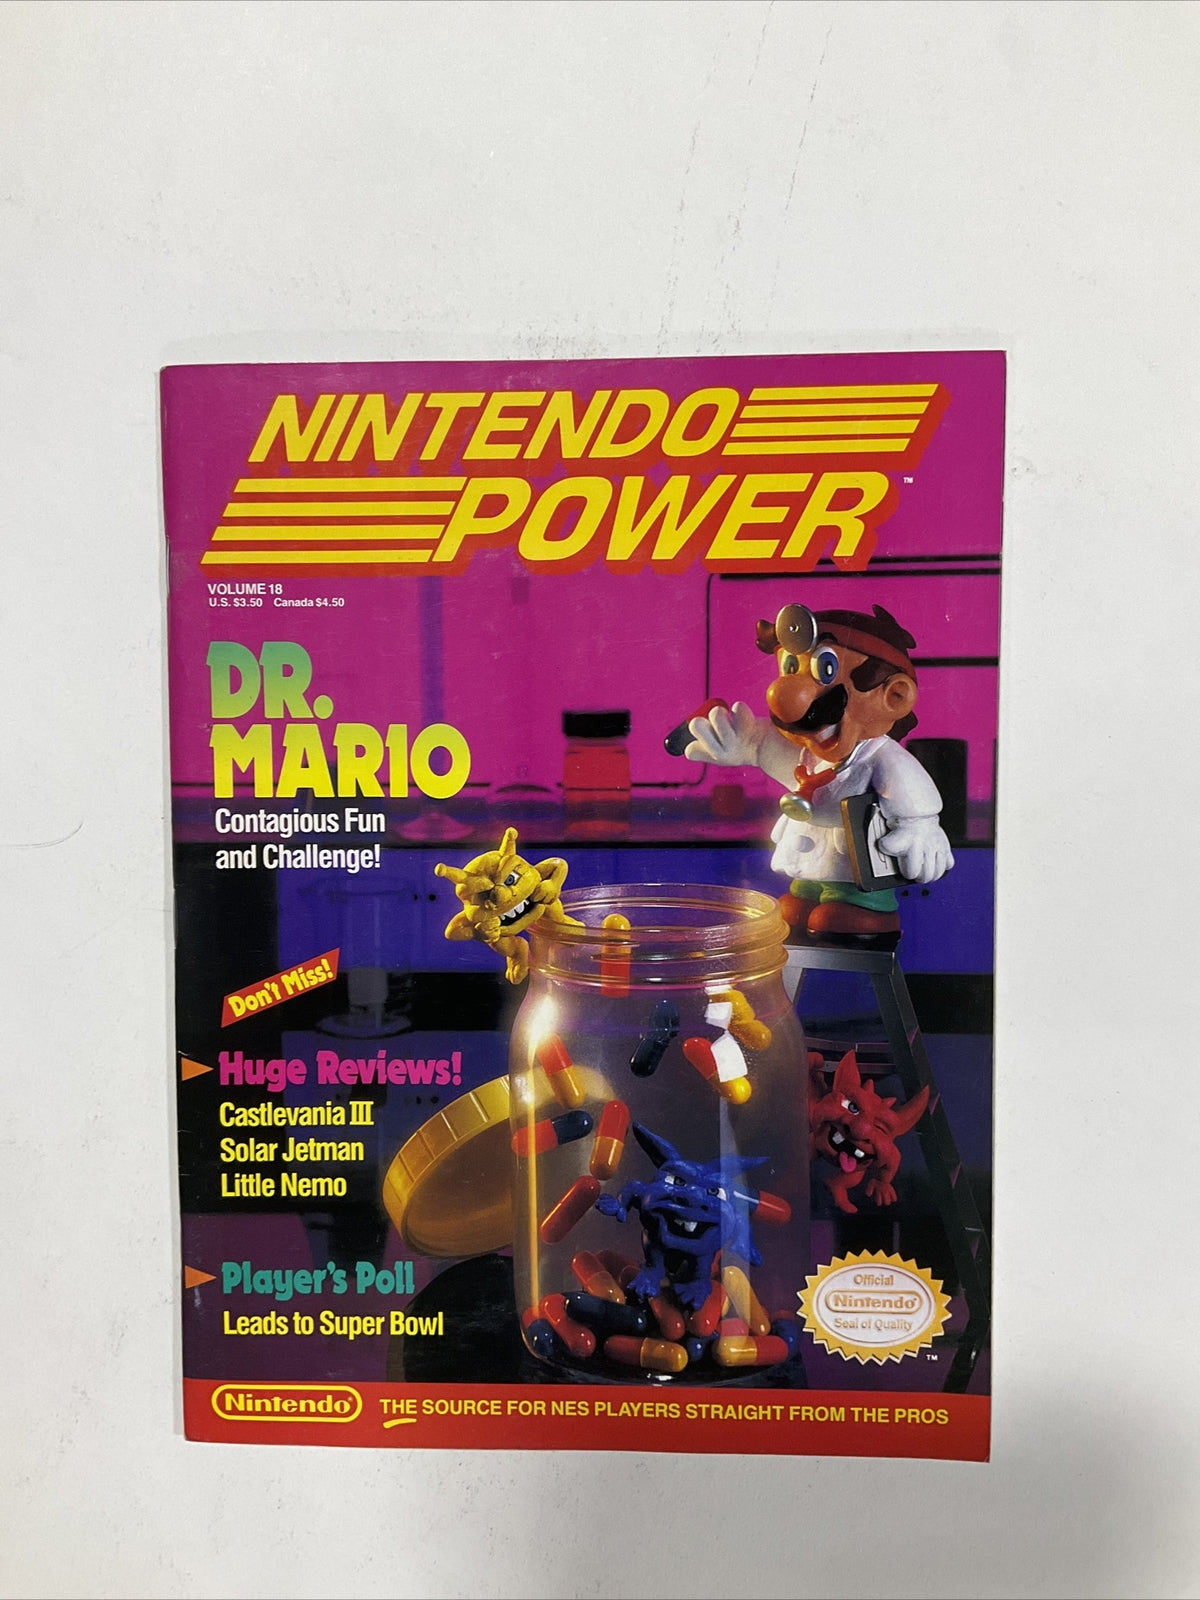 NINTENDO
POWER™
VOLUME 18
U.S. $3.50 Canada $4.50
DR.
MARIO
Contagious Fun
and Challenge!
Don't Miss!
Huge Reviews!
Castlevania III
Solar Jetman
Little Nemo
Player's Poll
Leads to Super Bowl
Official
Nintendo®
Seal of Quality
™
Nintendo®
THE SOURCE FOR NES PLAYERS STRAIGHT FROM THE PROS